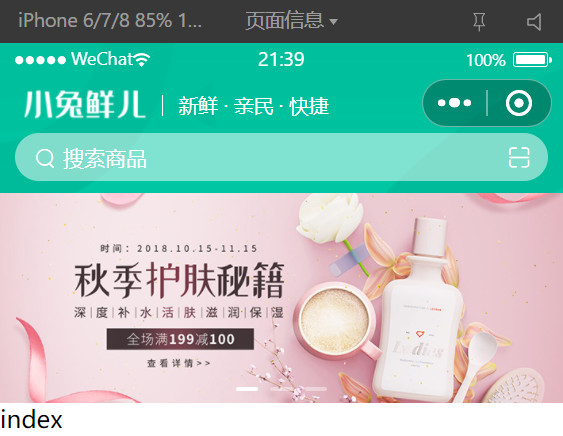 iPhone 6/7/8 85% 1... 页面信息
WeChat 21:39 100%
小兔鲜儿 | 新鲜 · 亲民 · 快捷
搜索商品
时间：2018.10.15-11.15
秋季护肤秘籍
深|度|补|水|活|肤|滋|润·保|湿
全场满199减100
查看详情>>
Ladies
index